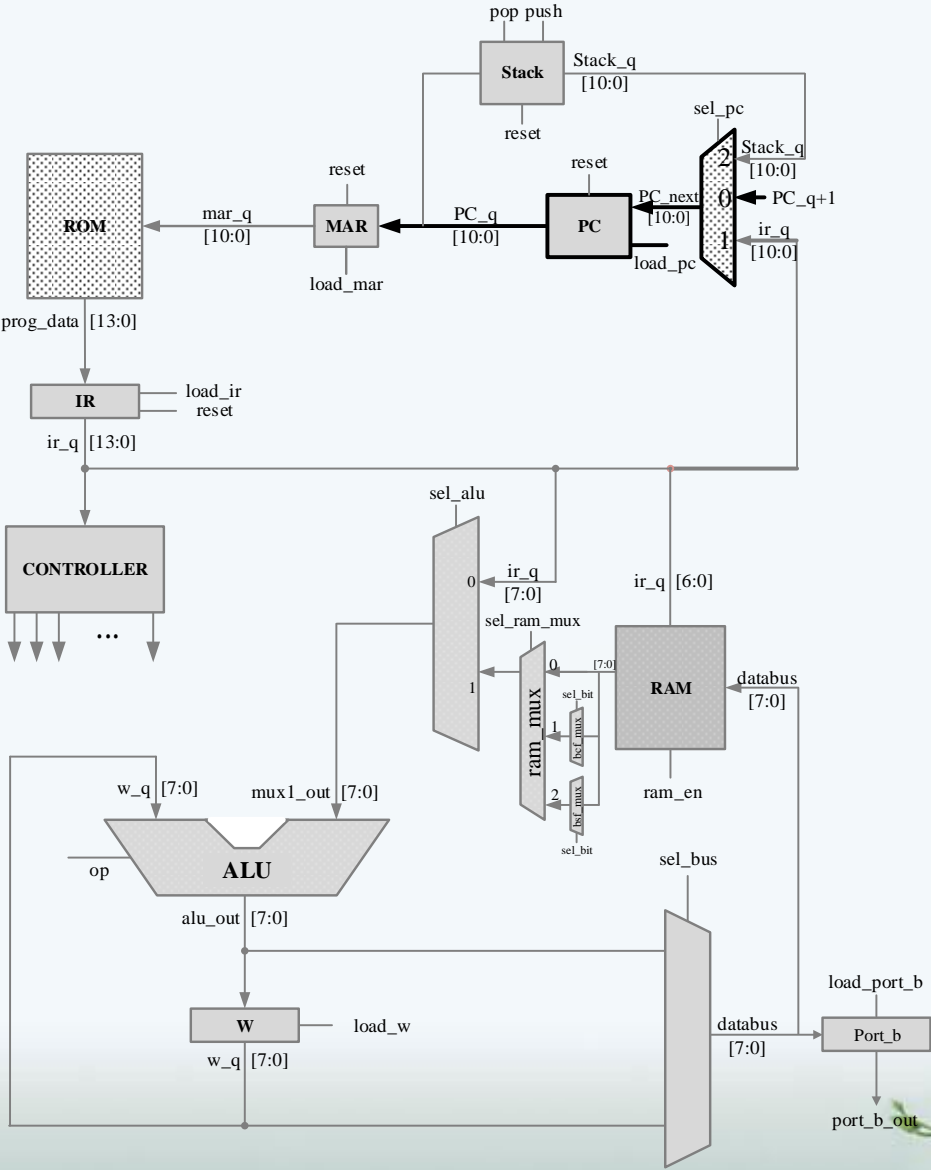 pop push
Stack
Stack_q
[10:0]
reset
sel_pc
2
Stack_q
[10:0]
0
PC_q+1
1
ir_q
[10:0]
reset
PC_next
[10:0]
PC
load_pc
PC_q
[10:0]
reset
MAR
load_mar
mar_q
[10:0]
ROM
prog_data [13:0]
IR
load_ir
reset
ir_q [13:0]
CONTROLLER
...
sel_alu
0
ir_q
[7:0]
1
sel_ram_mux
ram_mux
0
[7:0]
sel_bit
1
bcf_mux
2
bsf_mux
sel_bit
ir_q [6:0]
RAM
databus
[7:0]
ram_en
w_q [7:0]
mux1_out [7:0]
op
ALU
alu_out [7:0]
sel_bus
W
load_w
w_q [7:0]
databus
[7:0]
load_port_b
Port_b
port_b_out